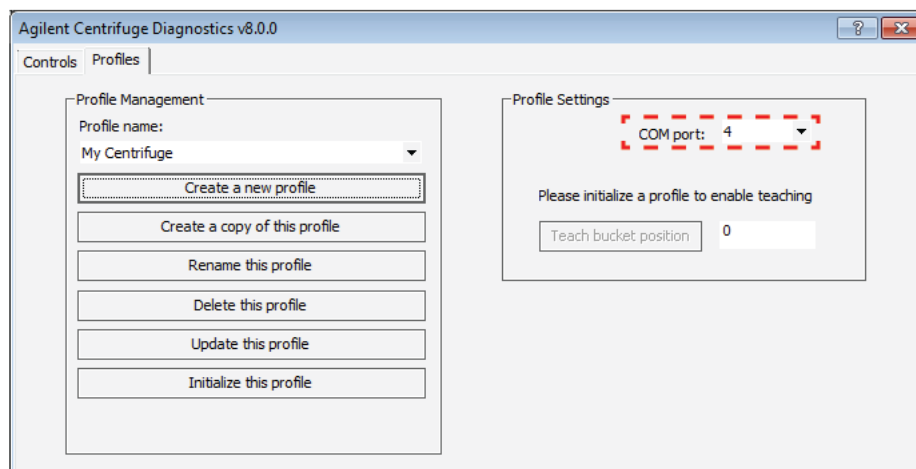 Agilent Centrifuge Diagnostics v8.0.0
Controls
Profiles
Profile Management
Profile name:
My Centrifuge
Create a new profile
Create a copy of this profile
Rename this profile
Delete this profile
Update this profile
Initialize this profile
Profile Settings
COM port: 4
Please initialize a profile to enable teaching
Teach bucket position 0